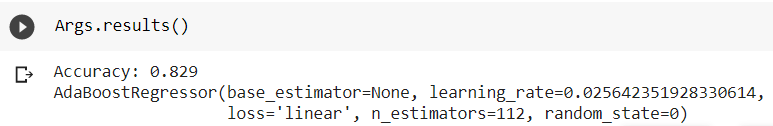 Args.results()
Accuracy: 0.829
AdaBoostRegressor(base_estimator=None, learning_rate=0.025642351928330614,
loss='linear', n_estimators=112, random_state=0)